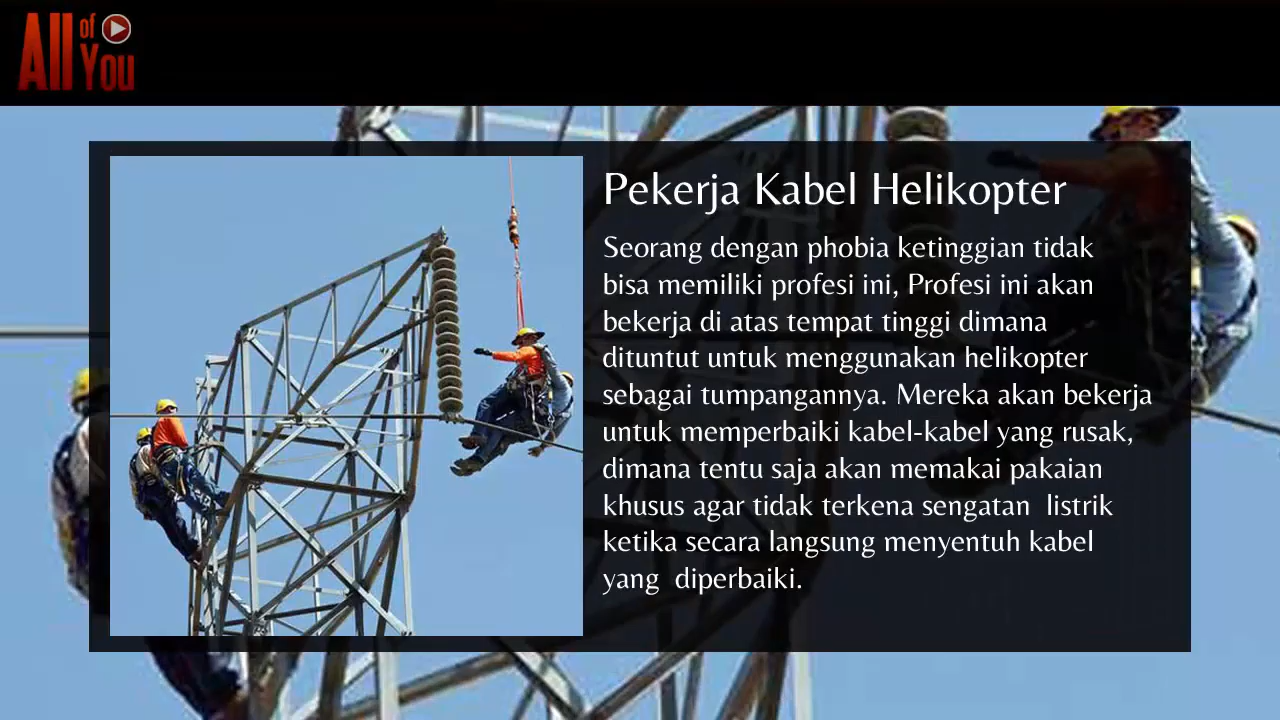 All of You
Pekerja Kabel Helikopter
Seorang dengan phobia ketinggian tidak
bisa memiliki profesi ini, Profesi ini akan
bekerja di atas tempat tinggi dimana
dituntut untuk menggunakan helikopter
sebagai tumpangannya. Mereka akan bekerja
untuk memperbaiki kabel-kabel yang rusak,
dimana tentu saja akan memakai pakaian
khusus agar tidak terkena sengatan  listrik
ketika secara langsung menyentuh kabel
yang  diperbaiki.